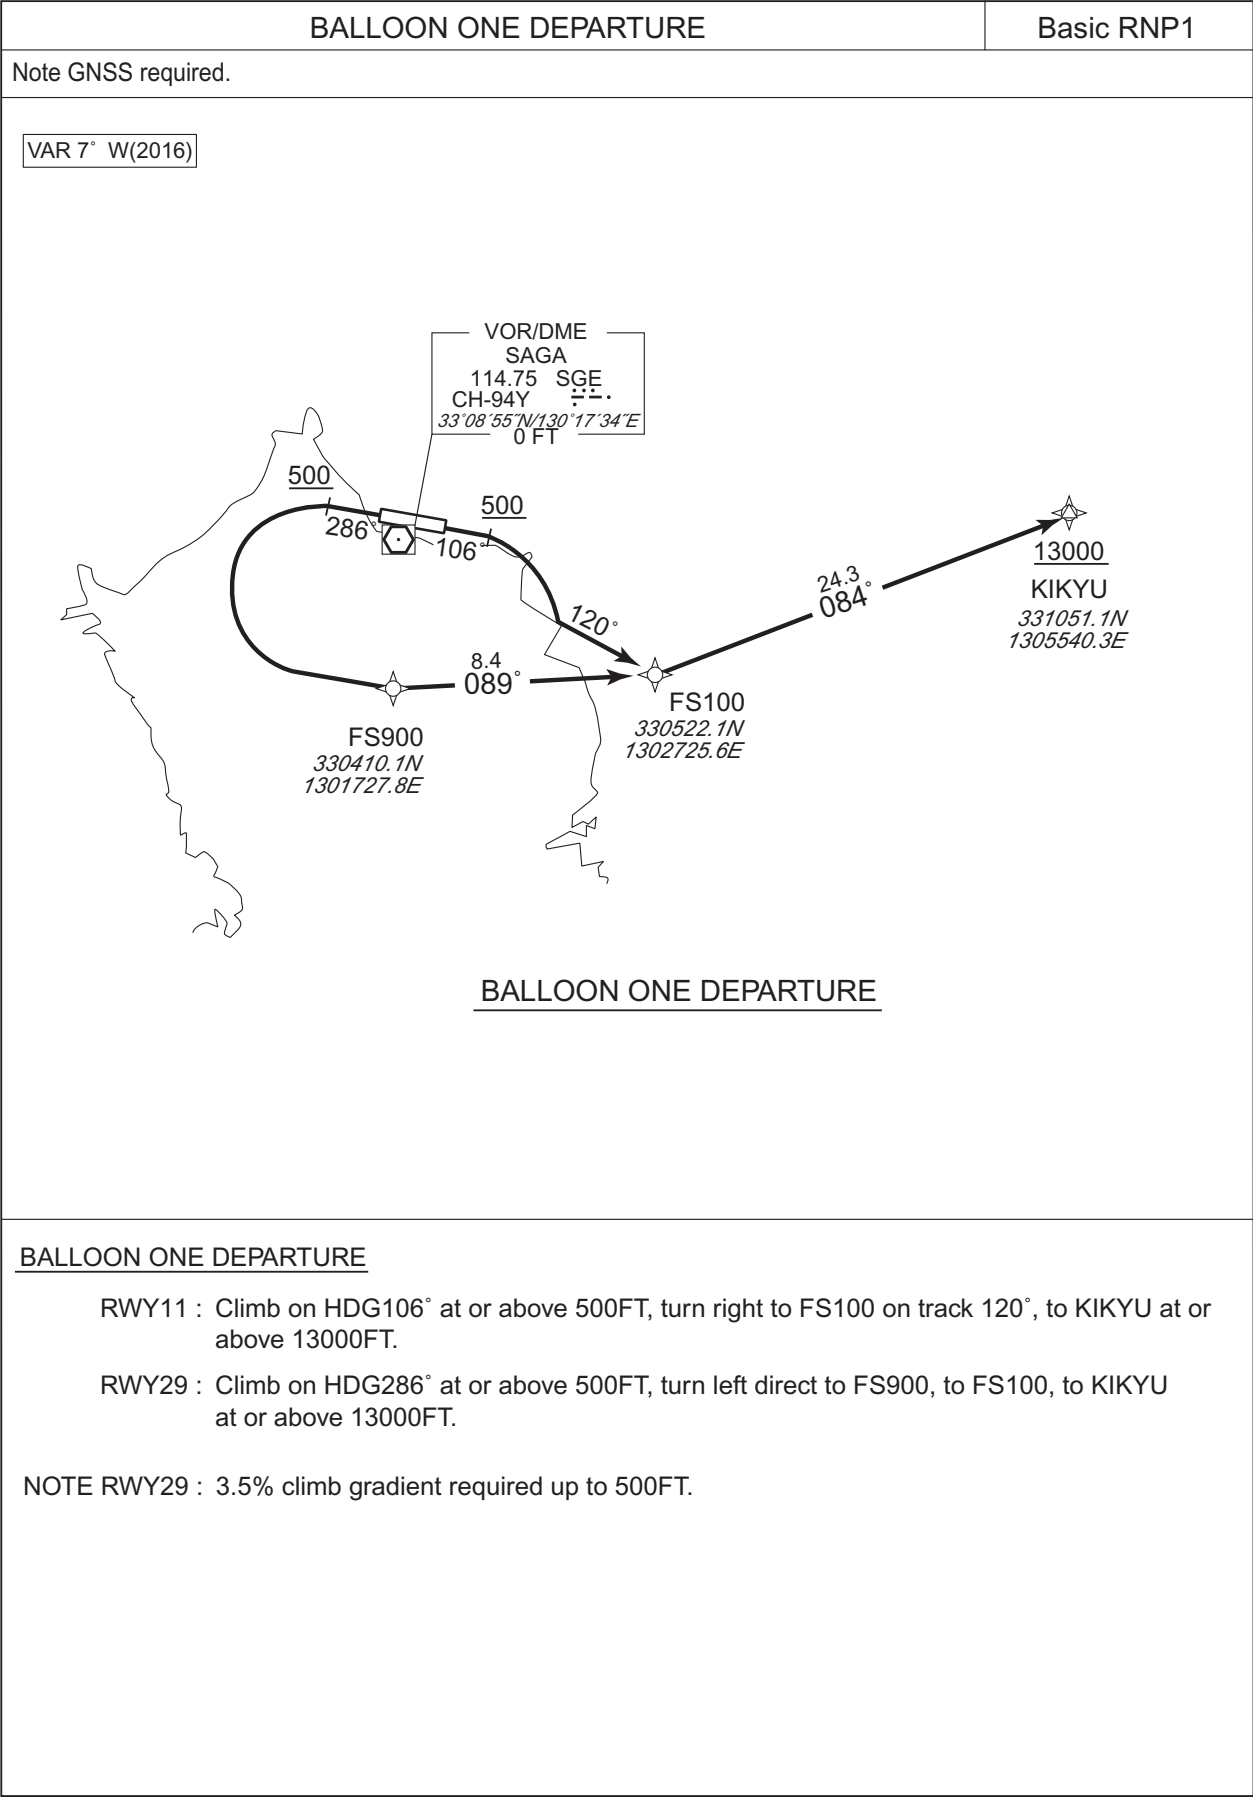 BALLOON ONE DEPARTURE
Basic RNP1
Note GNSS required.
VAR 7˚ W(2016)
VOR/DME
SAGA
114.75 SGE
CH-94Y
33˚08´55˝N/130˚17´34˝E
0 FT
500
286˚
500
106˚
120˚
24.3
084˚
13000
KIKYU
331051.1N
1305540.3E
8.4
089˚
FS100
330522.1N
1302725.6E
FS900
330410.1N
1301727.8E
BALLOON ONE DEPARTURE
BALLOON ONE DEPARTURE
RWY11 : Climb on HDG106˚ at or above 500FT, turn right to FS100 on track 120˚, to KIKYU at or
above 13000FT.
RWY29 : Climb on HDG286˚ at or above 500FT, turn left direct to FS900, to FS100, to KIKYU
at or above 13000FT.
NOTE RWY29 : 3.5% climb gradient required up to 500FT.